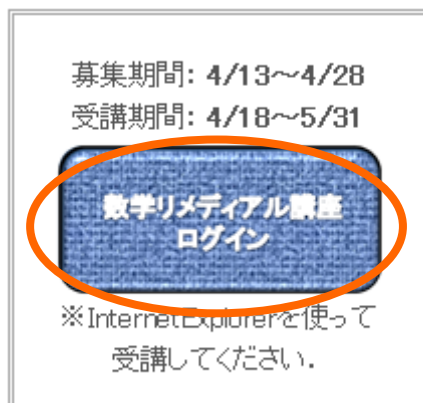 募集期間: 4/13～4/28
受講期間: 4/18～5/31
数学リメディアル講座
ログイン
※InternetExplorerを使って
受講してください.